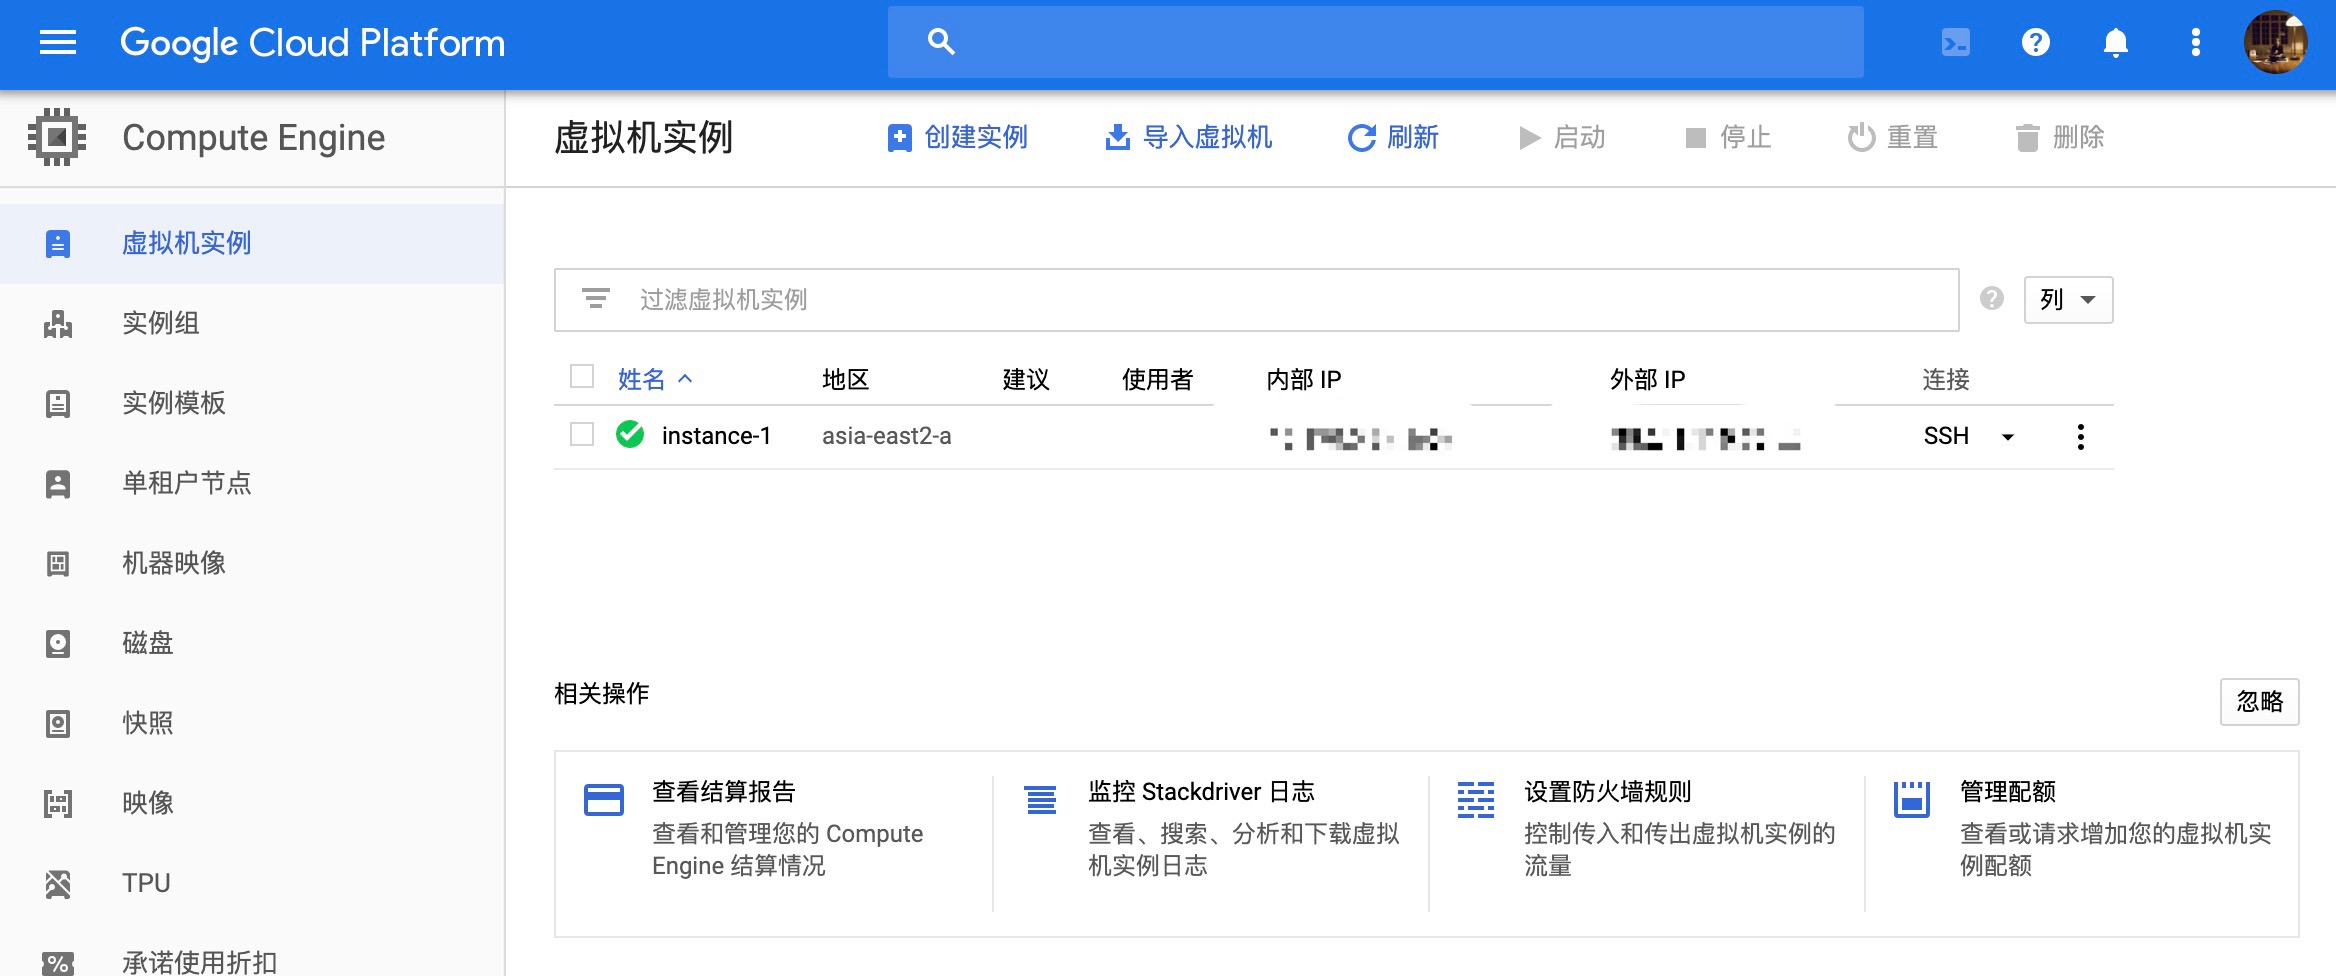 Google Cloud Platform
Compute Engine
虚拟机实例
创建实例
导入虚拟机
刷新
启动
停止
重置
删除
虚拟机实例
实例组
实例模板
单租户节点
机器映像
磁盘
快照
映像
TPU
承诺使用折扣
过滤虚拟机实例
列
姓名 地区 建议 使用者 内部 IP 外部 IP 连接
instance-1 asia-east2-a SSH
相关操作
忽略
查看结算报告
查看和管理您的 Compute
Engine 结算情况
监控 Stackdriver 日志
查看、搜索、分析和下载虚拟
机实例日志
设置防火墙规则
控制传入和传出虚拟机实例的
流量
管理配额
查看或请求增加您的虚拟机实
例配额